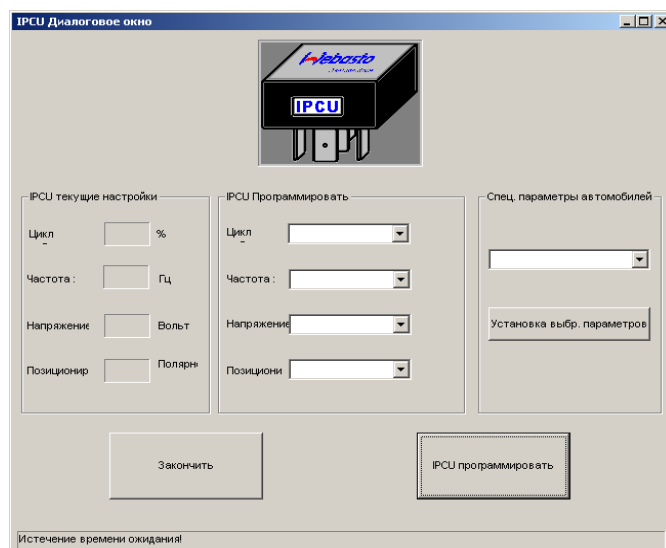 IPCU Диалоговое окно
Webasto
IPCU
IPCU текущие настройки
Цикл
%
Частота :
Гц
Напряжение
Вольт
Позиционир
Полярн
IPCU Программировать
Цикл
Частота :
Напряжение
Позициони
Спец. параметры автомобилей
Установка выбр. параметров
Закончить
IPCU программировать
Истечение времени ожидания!